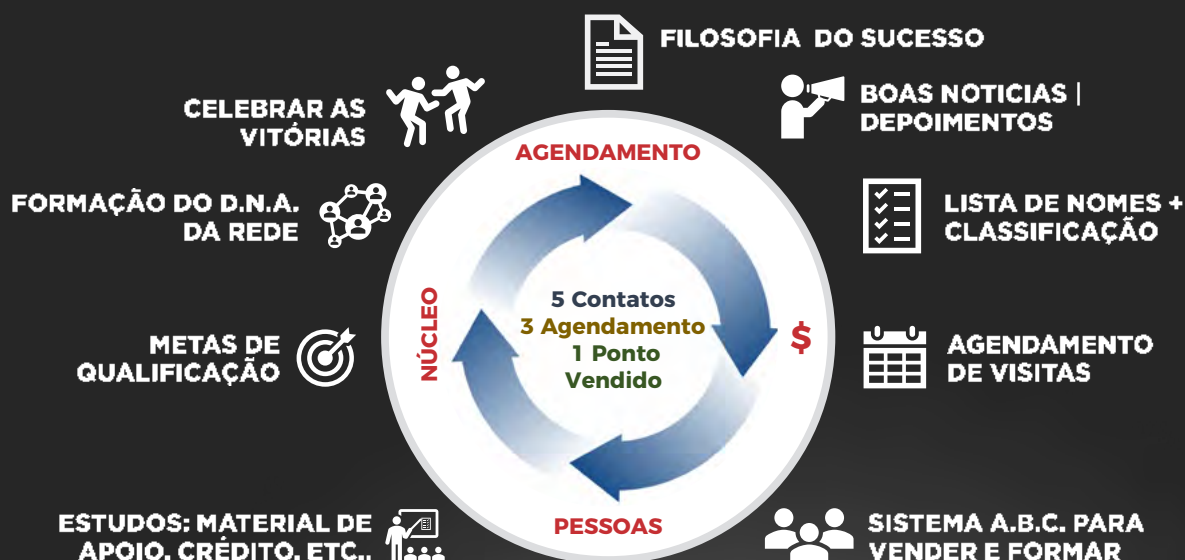 FILOSOFIA DO SUCESSO
BOAS NOTICIAS |
DEPOIMENTOS
CELEBRAR AS
VITÓRIAS
AGENDAMENTO
FORMAÇÃO DO D.N.A.
DA REDE
LISTA DE NOMES +
CLASSIFICAÇÃO
NÚCLEO
5 Contatos
3 Agendamento
1 Ponto
Vendido
$
METAS DE
QUALIFICAÇÃO
AGENDAMENTO
DE VISITAS
PESSOAS
ESTUDOS: MATERIAL DE
APOIO, CRÉDITO, ETC..
SISTEMA A.B.C. PARA
VENDER E FORMAR